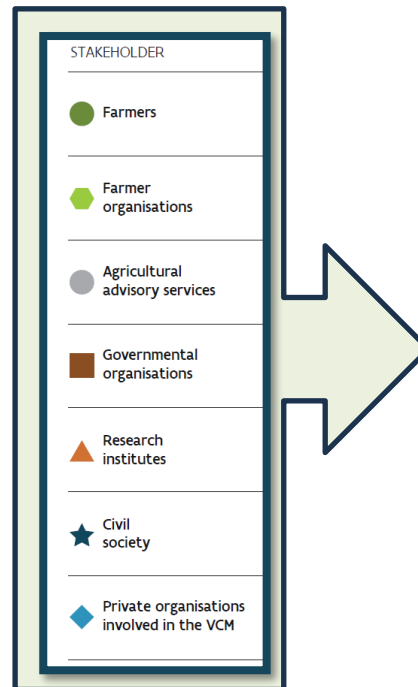 STAKEHOLDER
Farmers
Farmer
organisations
Agricultural
advisory services
Governmental
organisations
Research
institutes
Civil
society
Private organisations
involved in the VCM